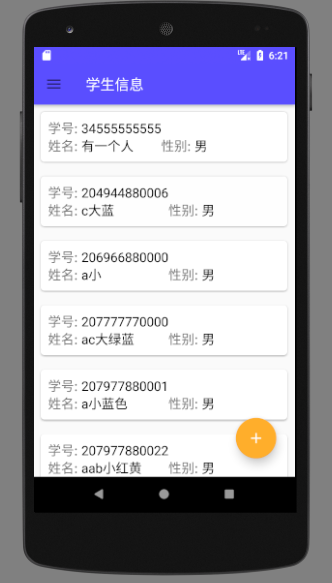 LTE 6:21
学生信息
学号: 34555555555
姓名: 有一个人 性别: 男
学号: 204944880006
姓名: c大蓝 性别: 男
学号: 206966880000
姓名: a小 性别: 男
学号: 207777770000
姓名: ac大绿蓝 性别: 男
学号: 207977880001
姓名: a小蓝色 性别: 男
学号: 207977880022
姓名: aab小红黄 性别: 男